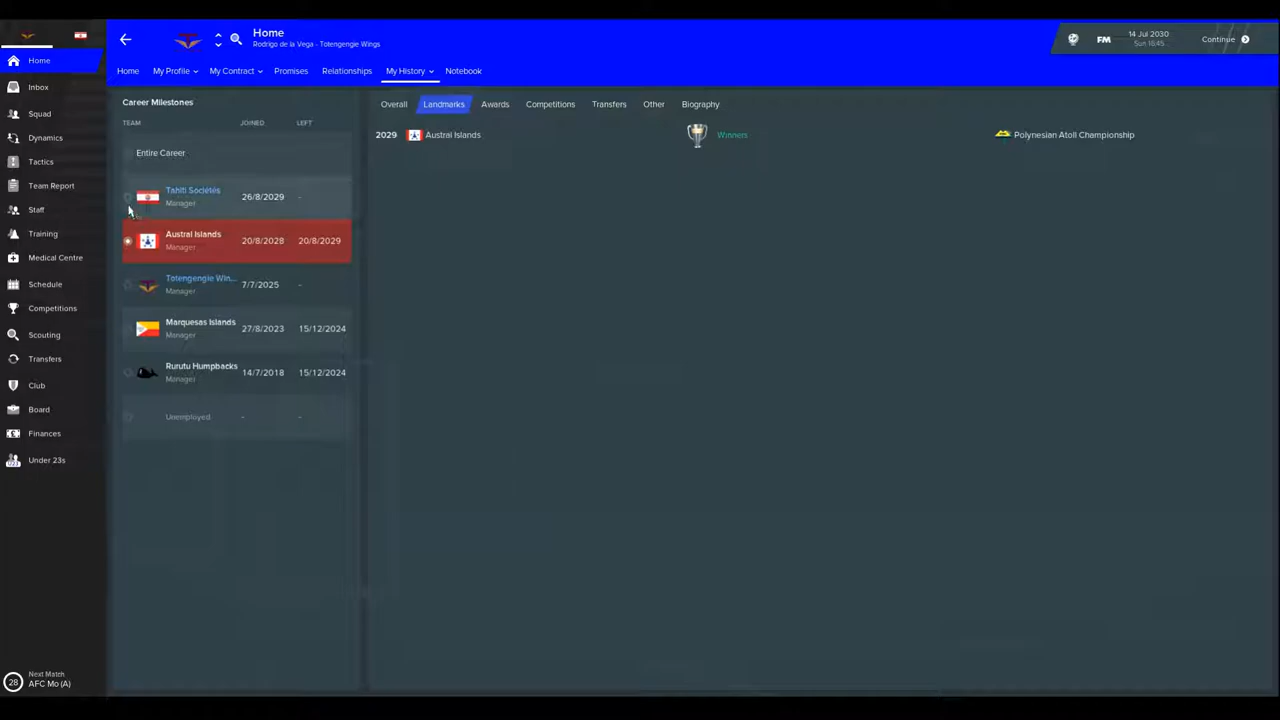 Home
Rodrigo de la Vega - Totengengie Wings
14 Jul 2030
Sun 16:45
FM
Continue
Home
Inbox
Squad
Dynamics
Tactics
Team Report
Staff
Training
Medical Centre
Schedule
Competitions
Scouting
Transfers
Club
Board
Finances
Under 23s
Next Match
28
AFC Mo (A)
Home My Profile My Contract Promises Relationships My History Notebook
Career Milestones
TEAM JOINED LEFT
Entire Career
Tahiti Sociétés
Manager
26/8/2029 -
Austral Islands
Manager
20/8/2028 20/8/2029
Totengengie Win...
Manager
7/7/2025 -
Marquesas Islands
Manager
27/8/2023 15/12/2024
Rurutu Humpbacks
Manager
14/7/2018 15/12/2024
Unemployed - -
Overall Landmarks Awards Competitions Transfers Other Biography
2029 Austral Islands Winners Polynesian Atoll Championship